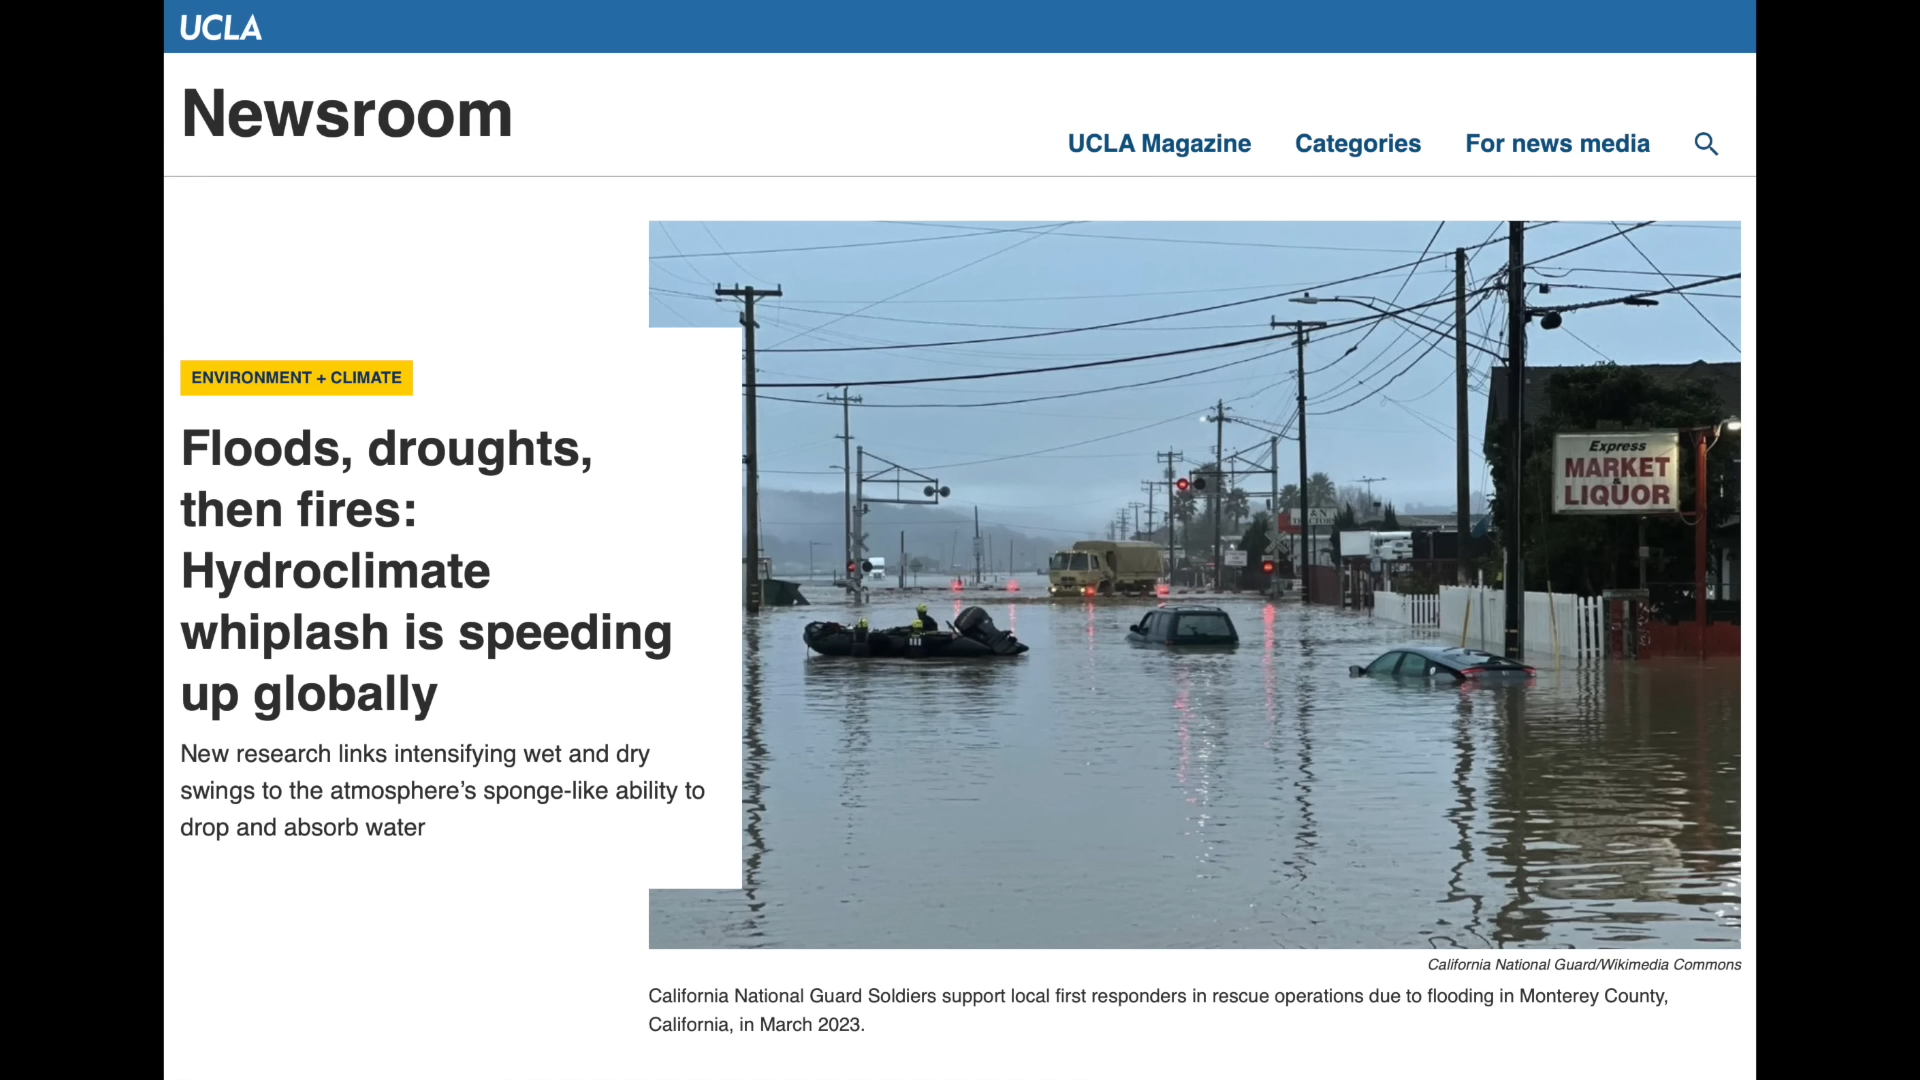 UCLA
Newsroom
UCLA Magazine
Categories
For news media
ENVIRONMENT + CLIMATE
Floods, droughts,
then fires:
Hydroclimate
whiplash is speeding
up globally
New research links intensifying wet and dry
swings to the atmosphere’s sponge-like ability to
drop and absorb water
Express
MARKET
&
LIQUOR
California National Guard/Wikimedia Commons
California National Guard Soldiers support local first responders in rescue operations due to flooding in Monterey County,
California, in March 2023.